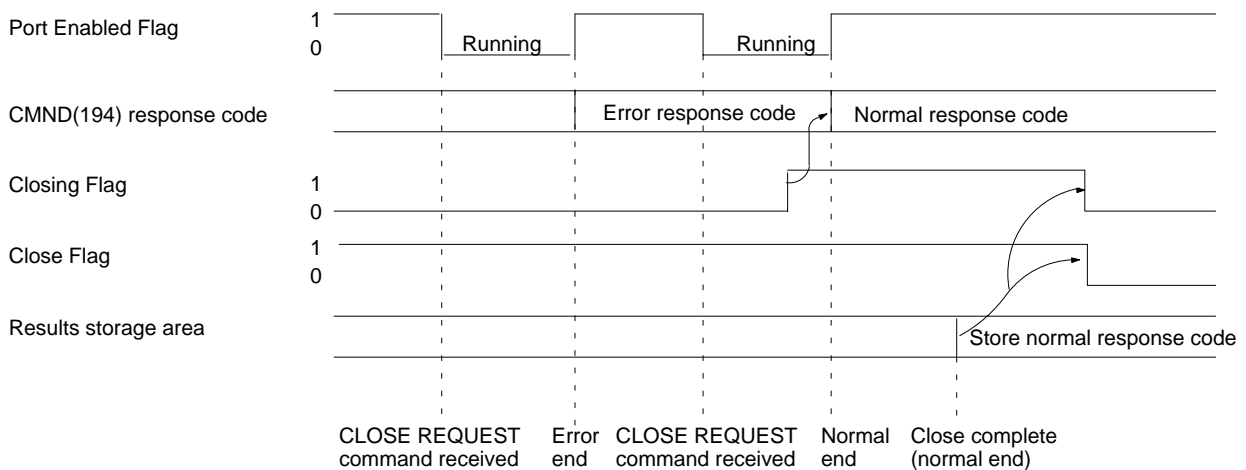 Port Enabled Flag
1
0
Running
Running
CMND(194) response code
Error response code
Normal response code
Closing Flag
1
0
Close Flag
1
0
Results storage area
Store normal response code
CLOSE REQUEST
command received
Error
end
CLOSE REQUEST
command received
Normal
end
Close complete
(normal end)